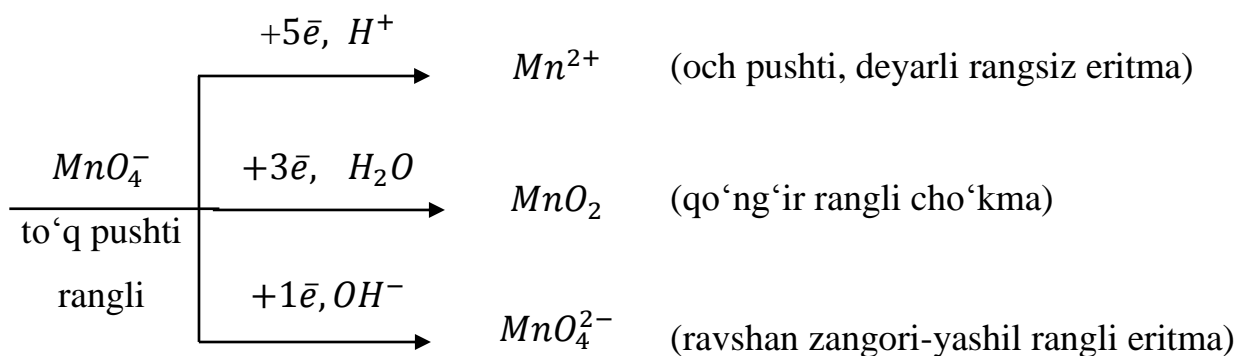 +5ē, H⁺
Mn²⁺ (och pushti, deyarli rangsiz eritma)
MnO₄⁻ +3ē, H₂O
MnO₂ (qo‘ng‘ir rangli cho‘kma)
to‘q pushti
rangli +1ē, OH⁻
MnO₄²⁻ (ravshan zangori-yashil rangli eritma)